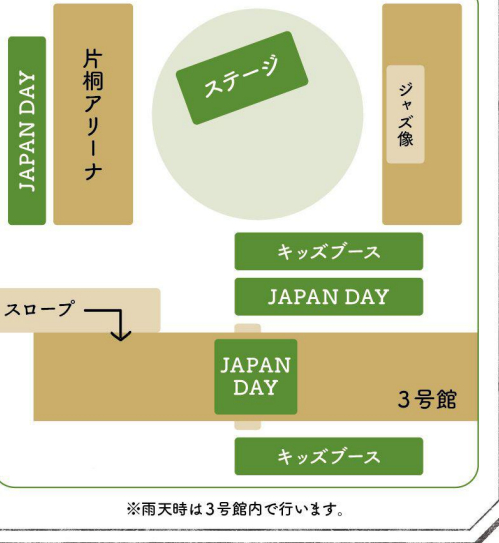 JAPAN DAY
片桐アリーナ
ステージ
ジャズ像
キッズブース
JAPAN DAY
スロープ
JAPAN
DAY
3号館
キッズブース
※雨天時は3号館内で行います。